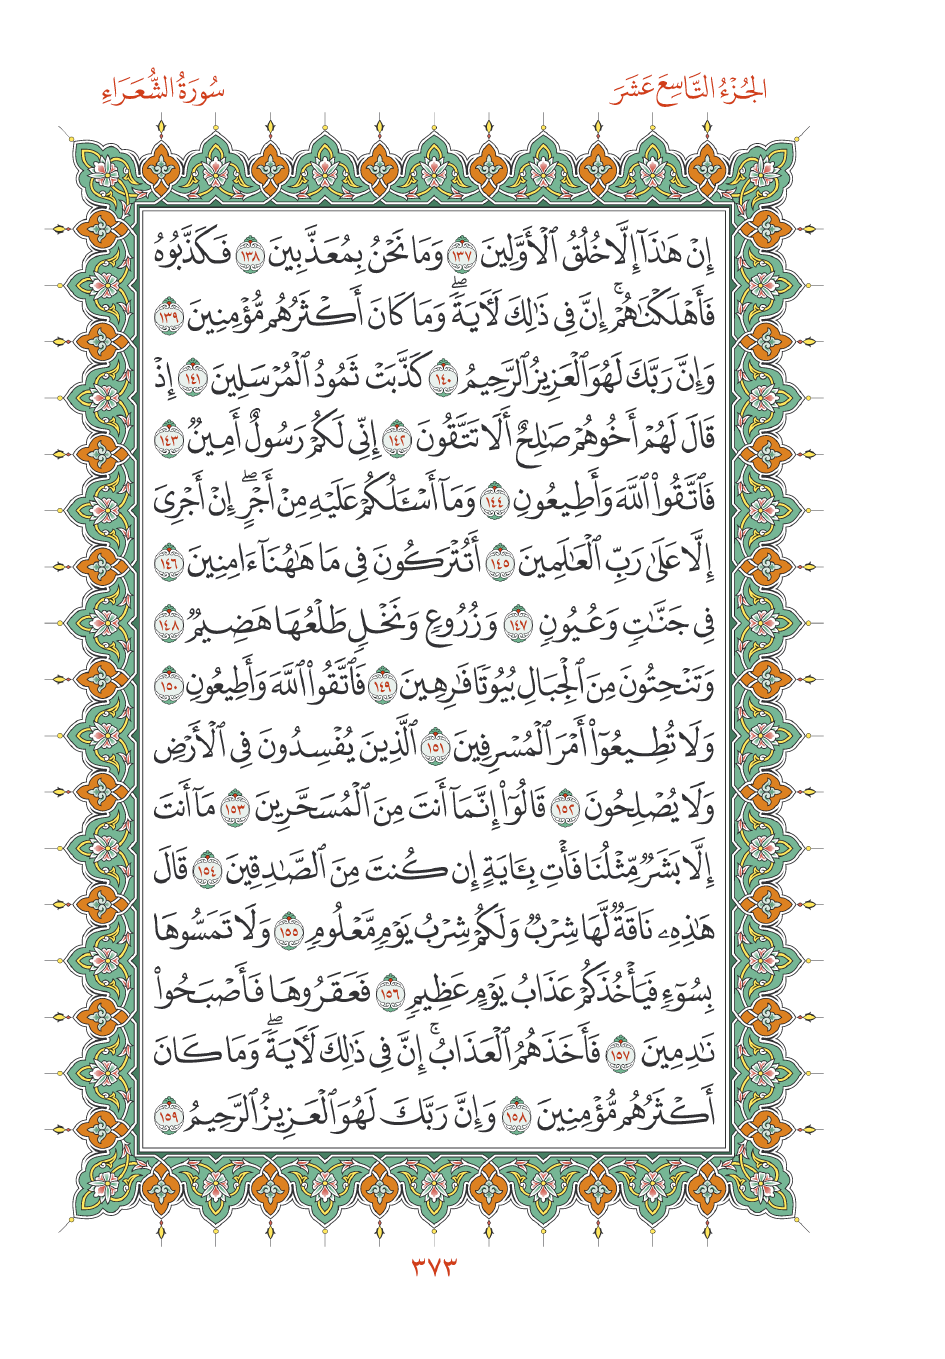 الجُزْءُ التَّاسِعَ عَشَرَ
سُورَةُ الشُّعَرَاءِ
إِنْ هَٰذَآ إِلَّا خُلُقُ ٱلْأَوَّلِينَ ١٣٧ وَمَا نَحْنُ بِمُعَذَّبِينَ ١٣٨ فَكَذَّبُوهُ
فَأَهْلَكْنَٰهُمْۚ إِنَّ فِى ذَٰلِكَ لَأٓيَةًۖ وَمَا كَانَ أَكْثَرُهُم مُّؤْمِنِينَ ١٣٩
وَإِنَّ رَبَّكَ لَهُوَ ٱلْعَزِيزُ ٱلرَّحِيمُ ١٤٠ كَذَّبَتْ ثَمُودُ ٱلْمُرْسَلِينَ ١٤١ إِذْ
قَالَ لَهُمْ أَخُوهُمْ صَٰلِحٌ أَلَا تَتَّقُونَ ١٤٢ إِنِّى لَكُمْ رَسُولٌ أَمِينٌ ١٤٣
فَٱتَّقُوا۟ ٱللَّهَ وَأَطِيعُونِ ١٤٤ وَمَآ أَسْـَٔلُكُمْ عَلَيْهِ مِنْ أَجْرٍۖ إِنْ أَجْرِىَ
إِلَّا عَلَىٰ رَبِّ ٱلْعَٰلَمِينَ ١٤٥ أَتُتْرَكُونَ فِى مَا هَٰهُنَآ ءَامِنِينَ ١٤٦
فِى جَنَّٰتٍ وَعُيُونٍ ١٤٧ وَزُرُوعٍ وَنَخْلٍ طَلْعُهَا هَضِيمٌ ١٤٨
وَتَنْحِتُونَ مِنَ ٱلْجِبَالِ بُيُوتًا فَٰرِهِينَ ١٤٩ فَٱتَّقُوا۟ ٱللَّهَ وَأَطِيعُونِ ١٥٠
وَلَا تُطِيعُوٓا۟ أَمْرَ ٱلْمُسْرِفِينَ ١٥١ ٱلَّذِينَ يُفْسِدُونَ فِى ٱلْأَرْضِ
وَلَا يُصْلِحُونَ ١٥٢ قَالُوٓا۟ إِنَّمَآ أَنتَ مِنَ ٱلْمُسَحَّرِينَ ١٥٣ مَآ أَنتَ
إِلَّا بَشَرٌ مِّثْلُنَا فَأْتِ بِـَٔايَةٍ إِن كُنتَ مِنَ ٱلصَّٰدِقِينَ ١٥٤ قَالَ
هَٰذِهِۦ نَاقَةٌ لَّهَا شِرْبٌ وَلَكُمْ شِرْبُ يَوْمٍ مَّعْلُومٍ ١٥٥ وَلَا تَمَسُّوهَا
بِسُوٓءٍ فَيَأْخُذَكُمْ عَذَابُ يَوْمٍ عَظِيمٍ ١٥٦ فَعَقَرُوهَا فَأَصْبَحُوا۟
نَٰدِمِينَ ١٥٧ فَأَخَذَهُمُ ٱلْعَذَابُۚ إِنَّ فِى ذَٰلِكَ لَأٓيَةًۖ وَمَا كَانَ
أَكْثَرُهُم مُّؤْمِنِينَ ١٥٨ وَإِنَّ رَبَّكَ لَهُوَ ٱلْعَزِيزُ ٱلرَّحِيمُ ١٥٩
٣٧٣